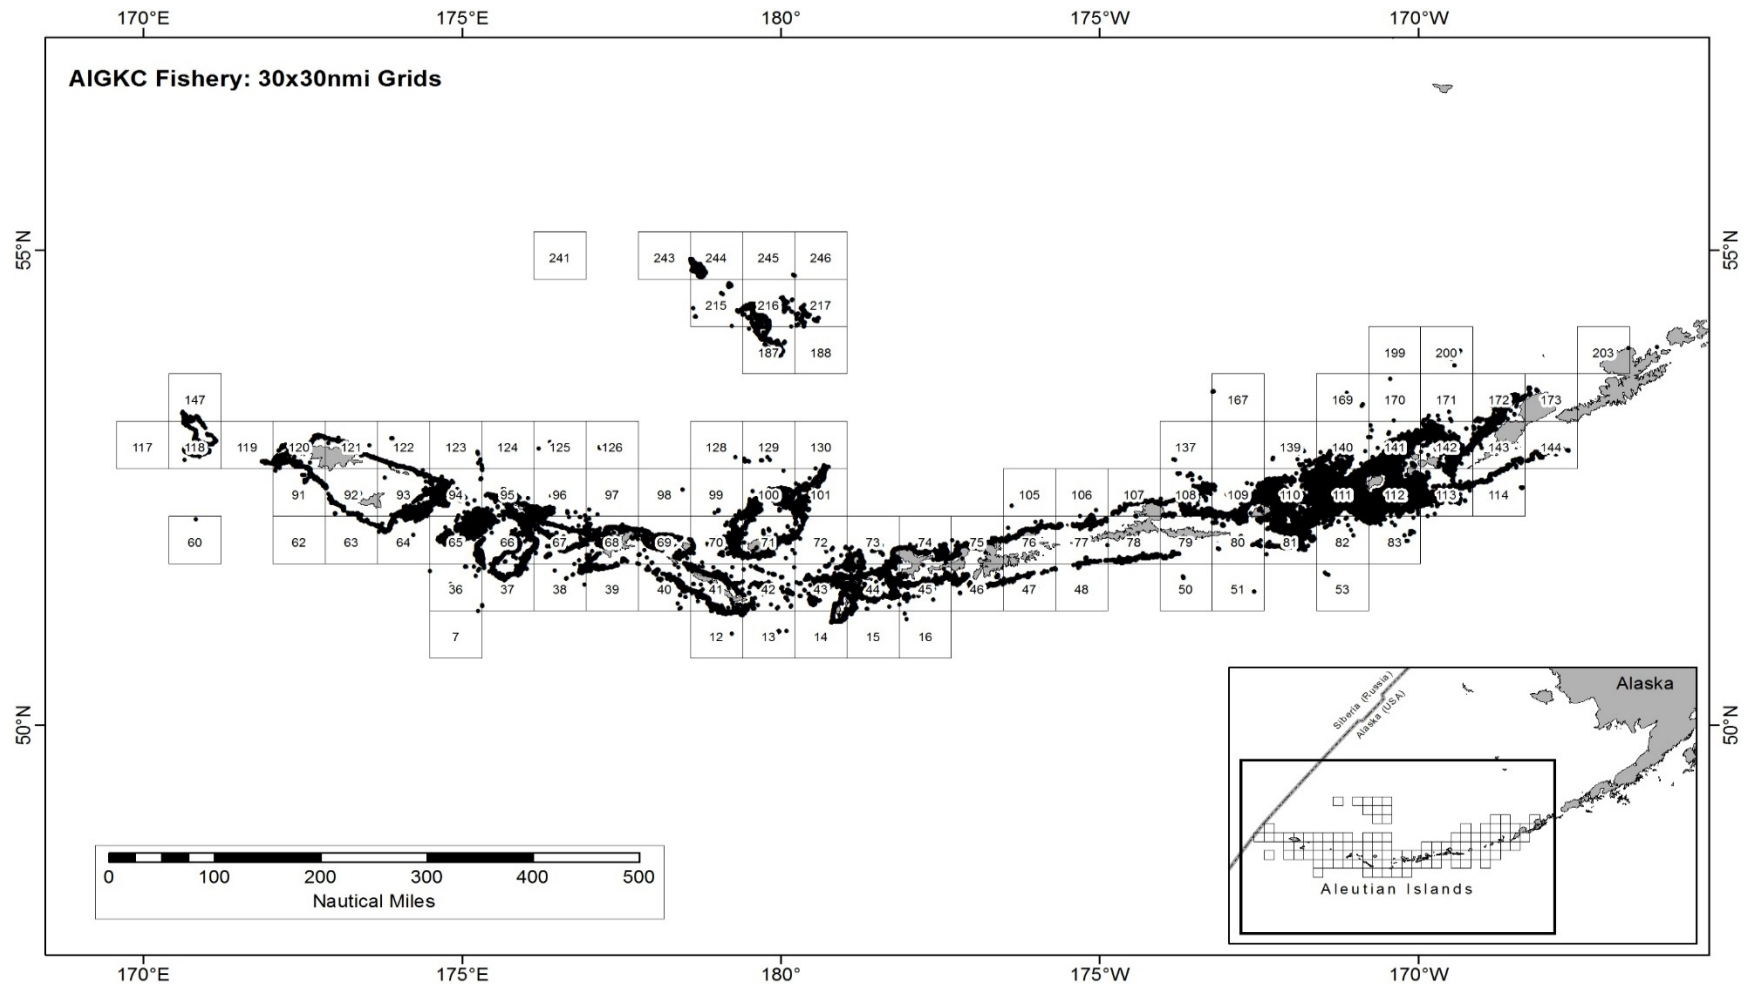 170°E 175°E 180° 175°W 170°W
AIGKC Fishery: 30x30nmi Grids
55°N 55°N
241 243 244 245 246
215 216 217
187 188 199 200 203
147 167 169 170 171 172 173
117 118 119 120 121 122 123 124 125 126 128 129 130 137 139 140 141 142 143 144
91 92 93 94 95 96 97 98 99 100 101 105 106 107 108 109 110 111 112 113 114
60 62 63 64 65 66 67 68 69 70 71 72 73 74 75 76 77 78 79 80 81 82 83
36 37 38 39 40 41 42 43 44 45 46 47 48 50 51 53
7 12 13 14 15 16
50°N 50°N
Alaska
Siberia (Russia)
Alaska (USA)
Aleutian Islands
0 100 200 300 400 500
Nautical Miles
170°E 175°E 180° 175°W 170°W